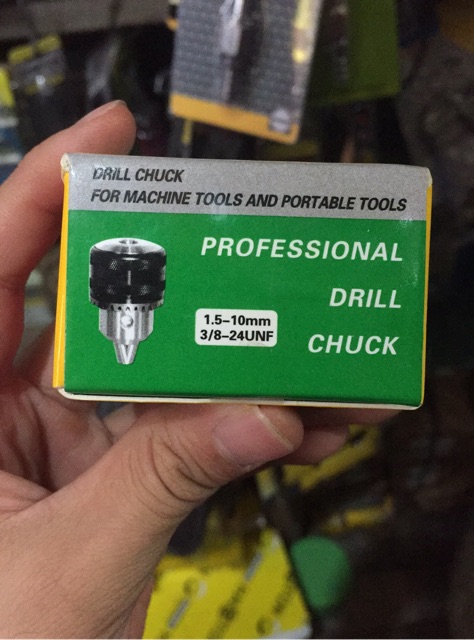 DRILL CHUCK
FOR MACHINE TOOLS AND PORTABLE TOOLS
PROFESSIONAL
DRILL
CHUCK
1.5–10mm
3/8–24UNF